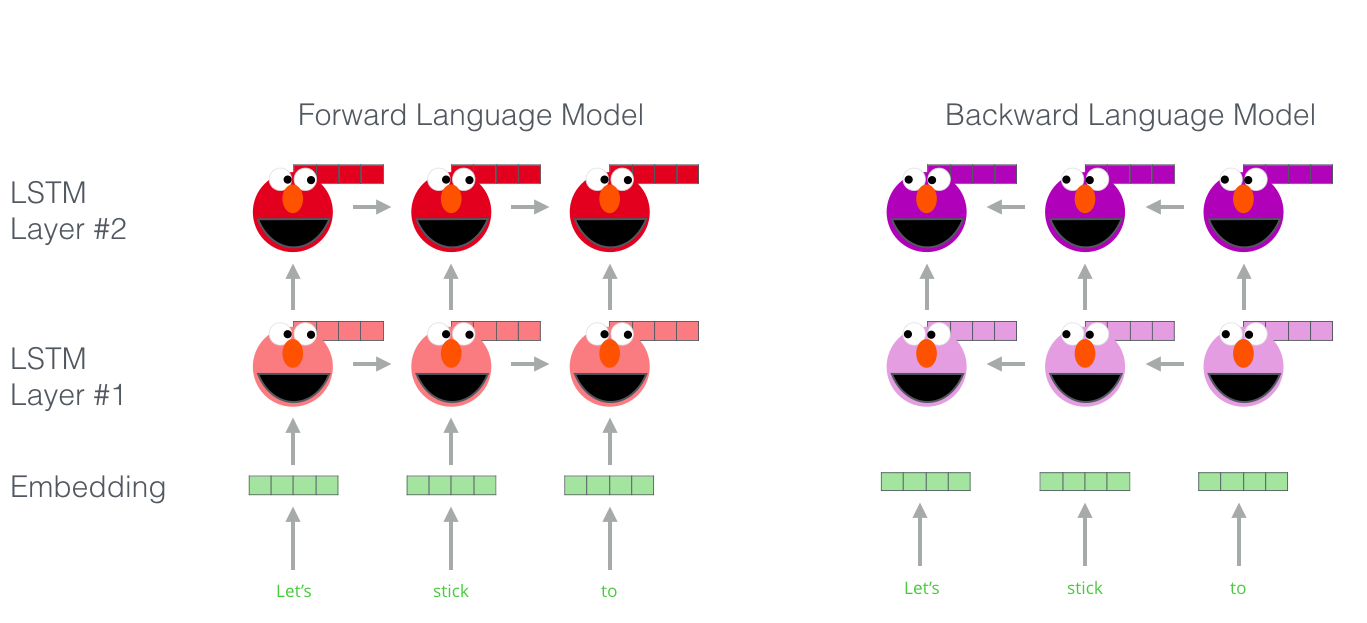 Forward Language Model
Backward Language Model
LSTM
Layer #2
LSTM
Layer #1
Embedding
Let’s stick to
Let’s stick to